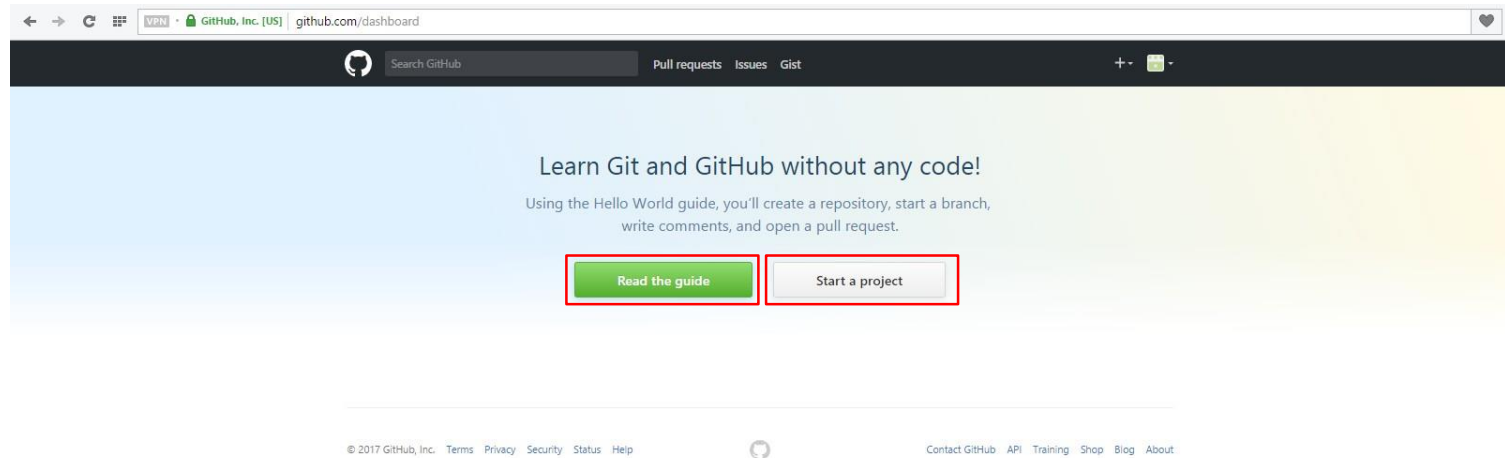 VPN GitHub, Inc. [US] github.com/dashboard
Search GitHub Pull requests Issues Gist
Learn Git and GitHub without any code!
Using the Hello World guide, you’ll create a repository, start a branch,
write comments, and open a pull request.
Read the guide Start a project
© 2017 GitHub, Inc. Terms Privacy Security Status Help Contact GitHub API Training Shop Blog About